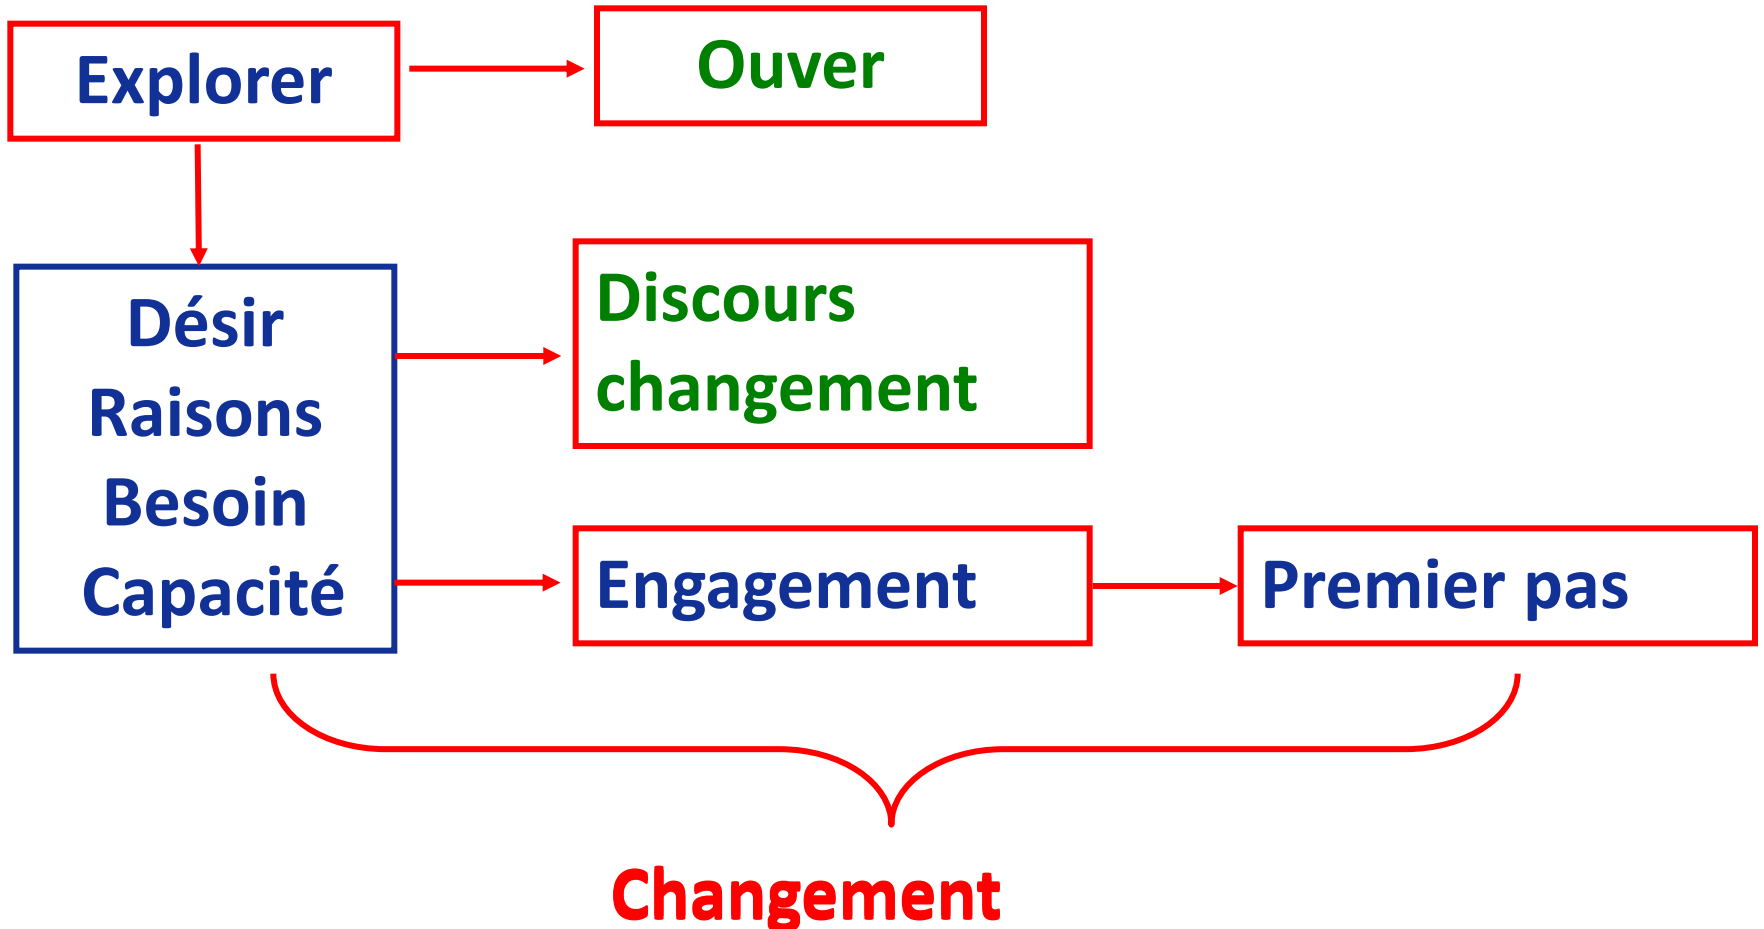 Explorer
Ouver
Désir
Raisons
Besoin
Capacité
Discours
changement
Engagement
Premier pas
Changement